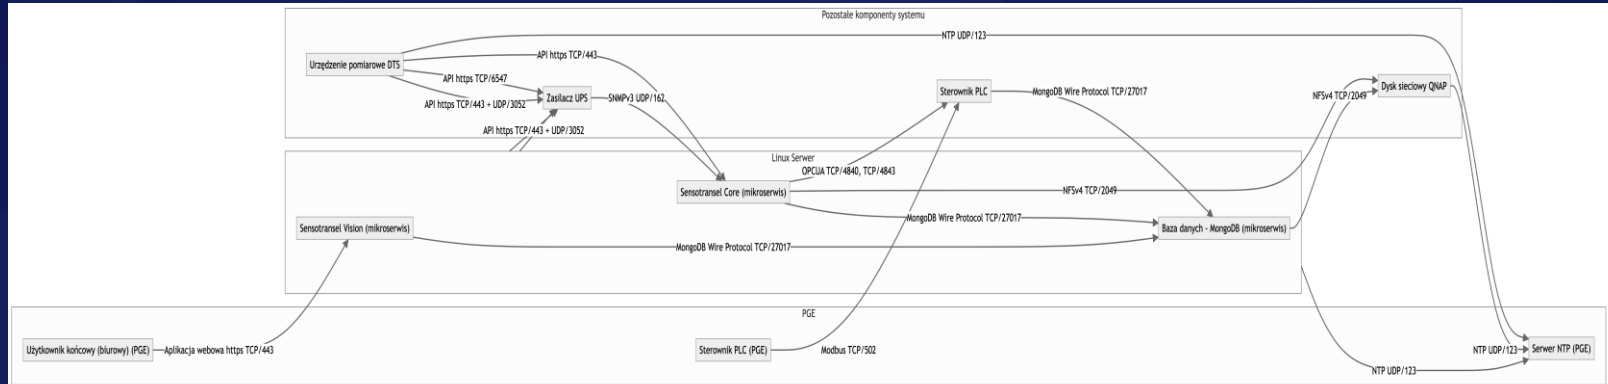 Pozostałe komponenty systemu
NTP UDP/123
Urzędzenie pomiarowe DTS
API https TCP/443
API https TCP/6547
API https TCP/443 + UDP/3052
Zasilacz UPS
SNMPv3 UDP/162
Sterownik PLC
MongoDB Wire Protocol TCP/27017
NFSv4 TCP/2049
Dysk sieciowy QNAP
API https TCP/443 + UDP/3052
Linux Serwer
OPCUA TCP/4840, TCP/4843
Sensotransel Core (mikroserwis)
NFSv4 TCP/2049
MongoDB Wire Protocol TCP/27017
Sensotransel Vision (mikroserwis)
Baza danych - MongoDB (mikroserwis)
MongoDB Wire Protocol TCP/27017
PGE
Użytkownik końcowy (biurowy) (PGE)
Aplikacja webowa https TCP/443
Sterownik PLC (PGE)
Modbus TCP/502
NTP UDP/123
Serwer NTP (PGE)
NTP UDP/123